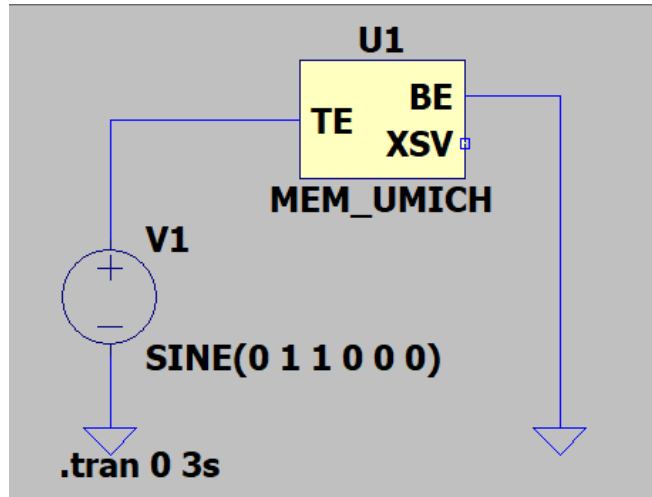 U1
BE
TE
XSV
MEM_UMICH
V1
SINE(0 1 1 0 0 0)
.tran 0 3s